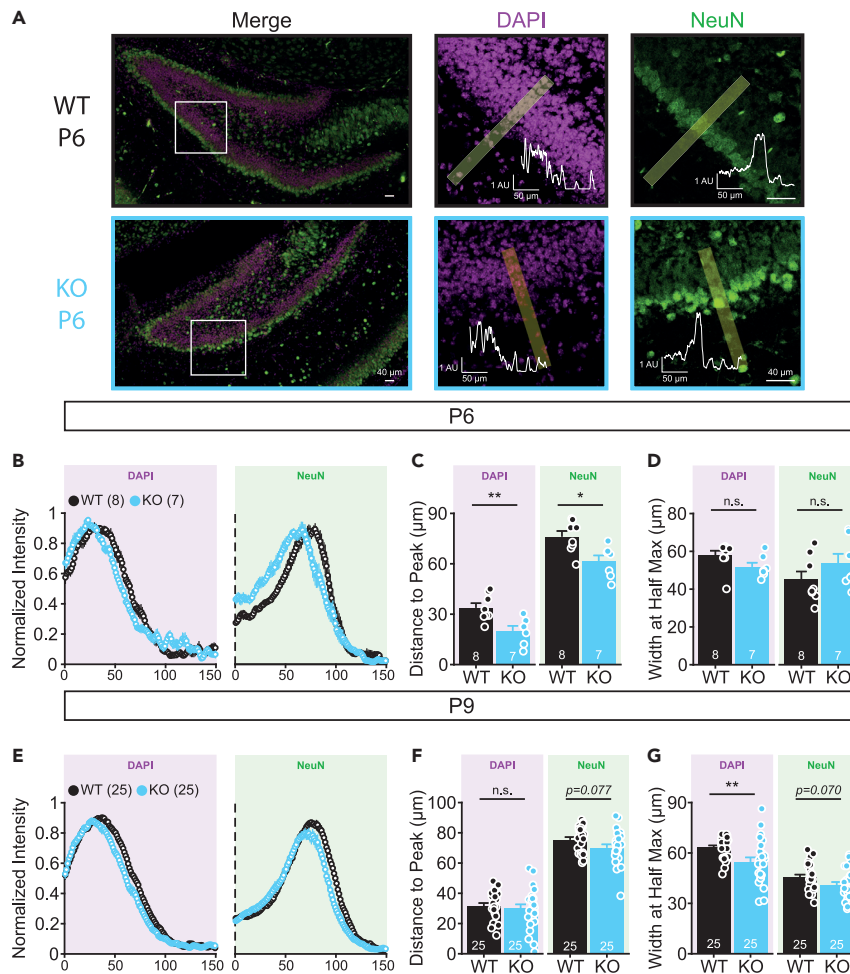 A
Merge
DAPI
NeuN
WT
P6
1 AU
50 µm
1 AU
50 µm
KO
P6
40 µm
1 AU
50 µm
1 AU
50 µm
40 µm
P6
B
DAPI
NeuN
WT (8) KO (7)
Normalized Intensity
1
0.8
0.6
0.4
0.2
0
0 50 100 150
0 50 100 150
C
DAPI
NeuN
Distance to Peak (µm)
90
60
30
0
**
*
8 7 8 7
WT KO WT KO
D
DAPI
NeuN
Width at Half Max (µm)
80
60
40
20
0
n.s.
n.s.
8 7 8 7
WT KO WT KO
P9
E
DAPI
NeuN
WT (25) KO (25)
Normalized Intensity
1
0.8
0.6
0.4
0.2
0
0 50 100 150
0 50 100 150
F
DAPI
NeuN
Distance to Peak (µm)
100
80
60
40
20
0
n.s.
p=0.077
25 25 25 25
WT KO WT KO
G
DAPI
NeuN
Width at Half Max (µm)
90
60
30
0
**
p=0.070
25 25 25 25
WT KO WT KO